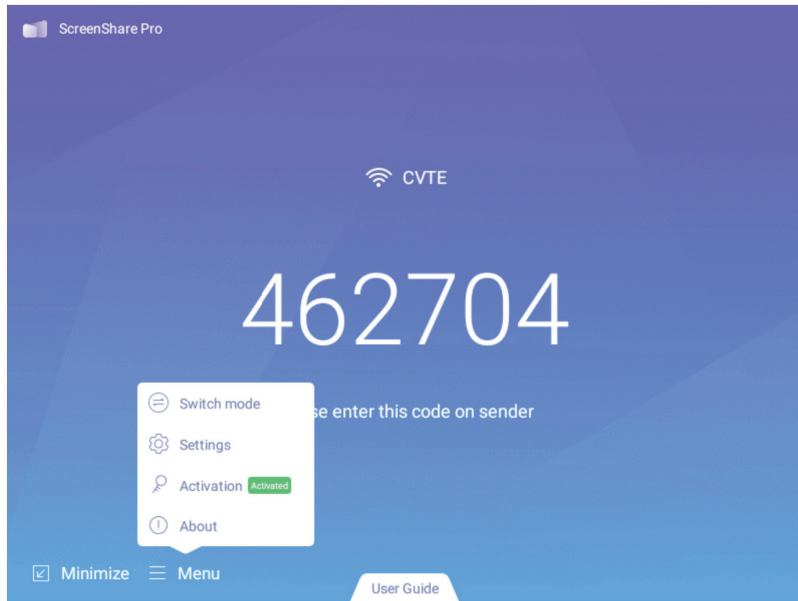 ScreenShare Pro
CVTE
462704
Switch mode
se enter this code on sender
Settings
Activation Activated
About
Minimize Menu
User Guide